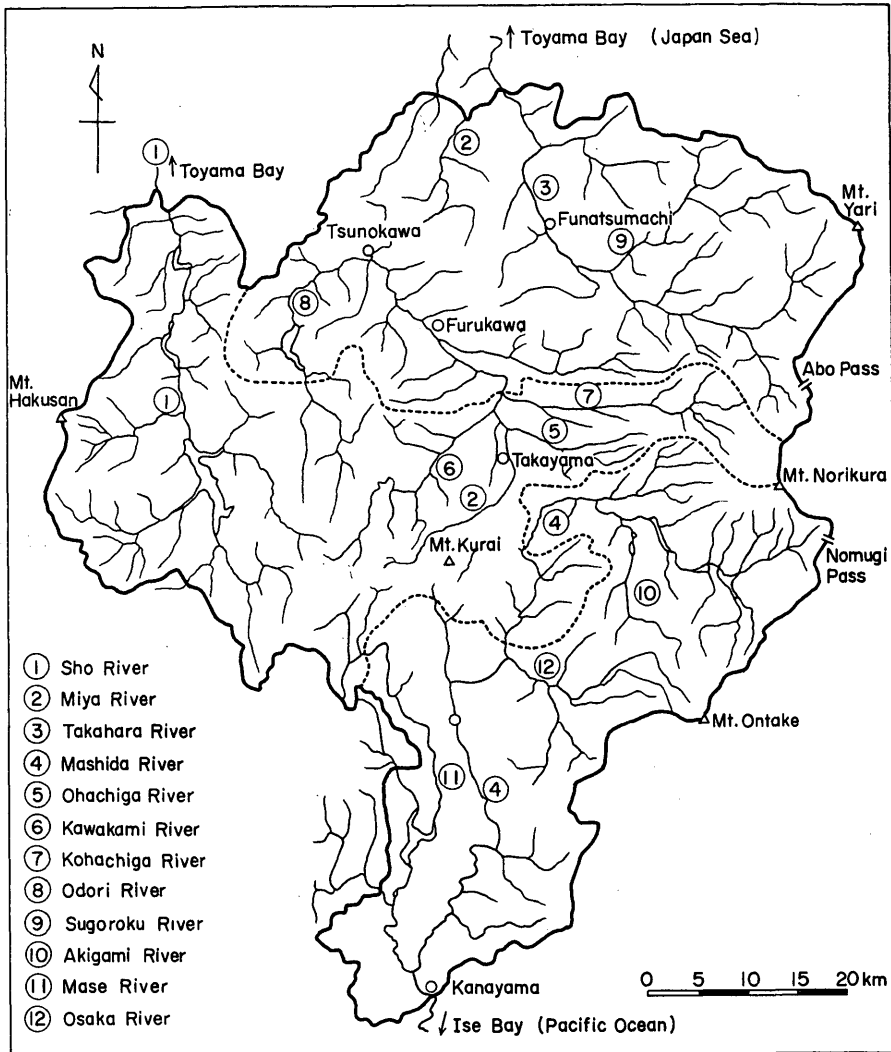 ↑ Toyama Bay (Japan Sea)
N
①
↑ Toyama Bay
②
③
Mt. Yari
Funatsumachi
Tsunokawa
⑨
⑧
Furukawa
Abo Pass
Mt. Hakusan
①
⑦
⑤
Takayama
⑥
Mt. Norikura
②
④
Mt. Kurai
Nomugi Pass
⑩
⑫
① Sho River
② Miya River
③ Takahara River
④ Mashida River
⑤ Ohachiga River
⑥ Kawakami River
⑦ Kohachiga River
⑧ Odori River
⑨ Sugoroku River
⑩ Akigami River
⑪ Mase River
⑫ Osaka River
Mt. Ontake
⑪
④
0 5 10 15 20 km
Kanayama
↓ Ise Bay (Pacific Ocean)